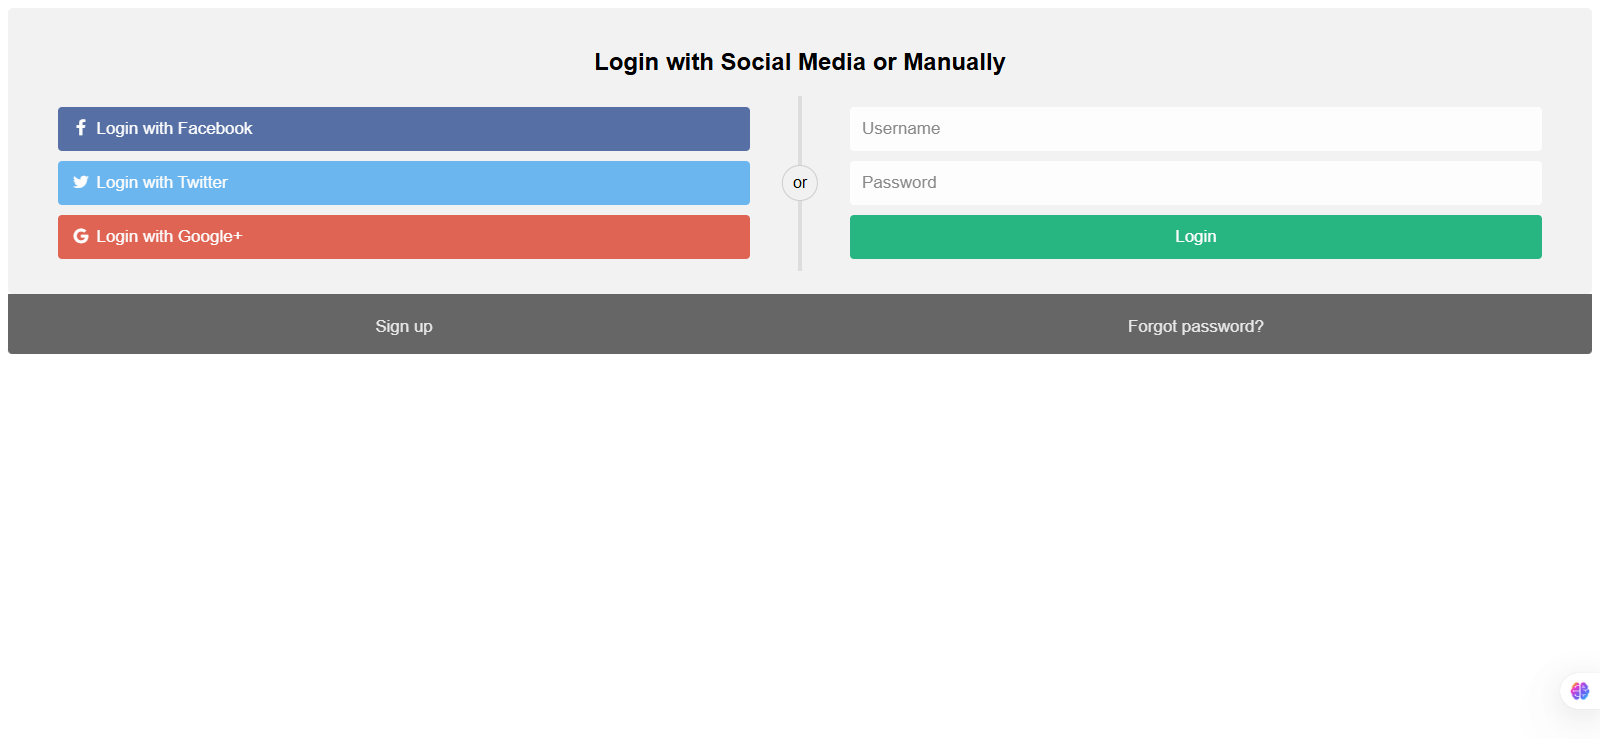 Login with Social Media or Manually
Login with Facebook
Login with Twitter
Login with Google+
or
Username
Password
Login
Sign up
Forgot password?